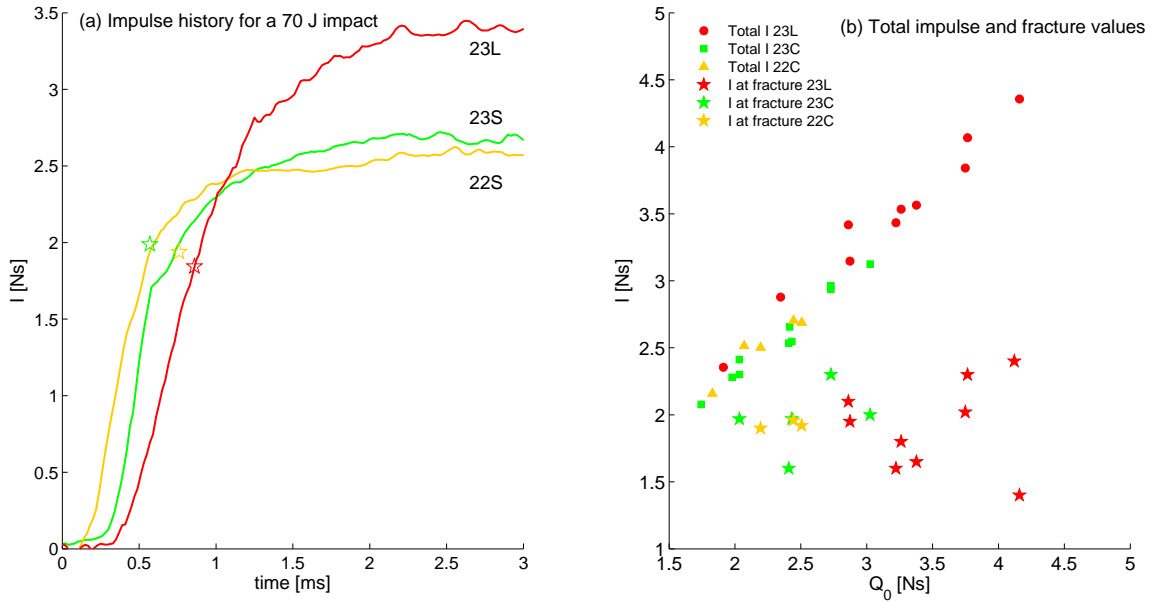 (a) Impulse history for a 70 J impact
23L
23S
22S
I [Ns]
3.5
3
2.5
2
1.5
1
0.5
0
0 0.5 1 1.5 2 2.5 3
time [ms]
(b) Total impulse and fracture values
Total I 23L
Total I 23C
Total I 22C
I at fracture 23L
I at fracture 23C
I at fracture 22C
I [Ns]
5
4.5
4
3.5
3
2.5
2
1.5
1
1.5 2 2.5 3 3.5 4 4.5 5
Q_0 [Ns]